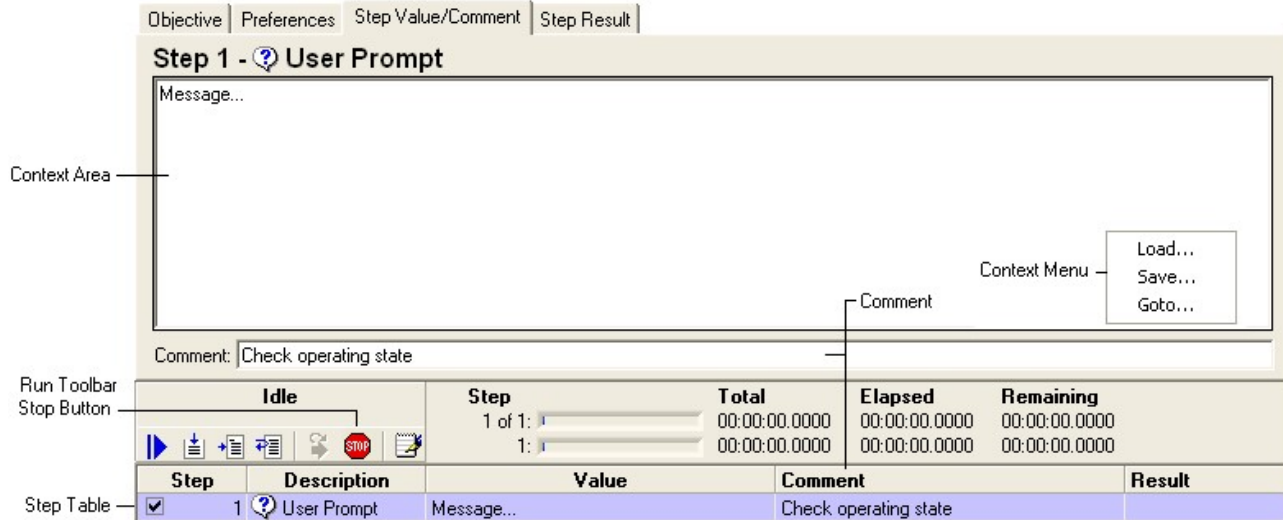 Objective Preferences Step Value/Comment Step Result
Step 1 - User Prompt
Message...
Context Area
Load...
Context Menu
Save...
Goto...
Comment
Comment: Check operating state
Run Toolbar
Stop Button
Idle Step Total Elapsed Remaining
1 of 1: 00:00:00.0000 00:00:00.0000 00:00:00.0000
STOP 1: 00:00:00.0000 00:00:00.0000 00:00:00.0000
Step Description Value Comment Result
Step Table 1 User Prompt Message... Check operating state